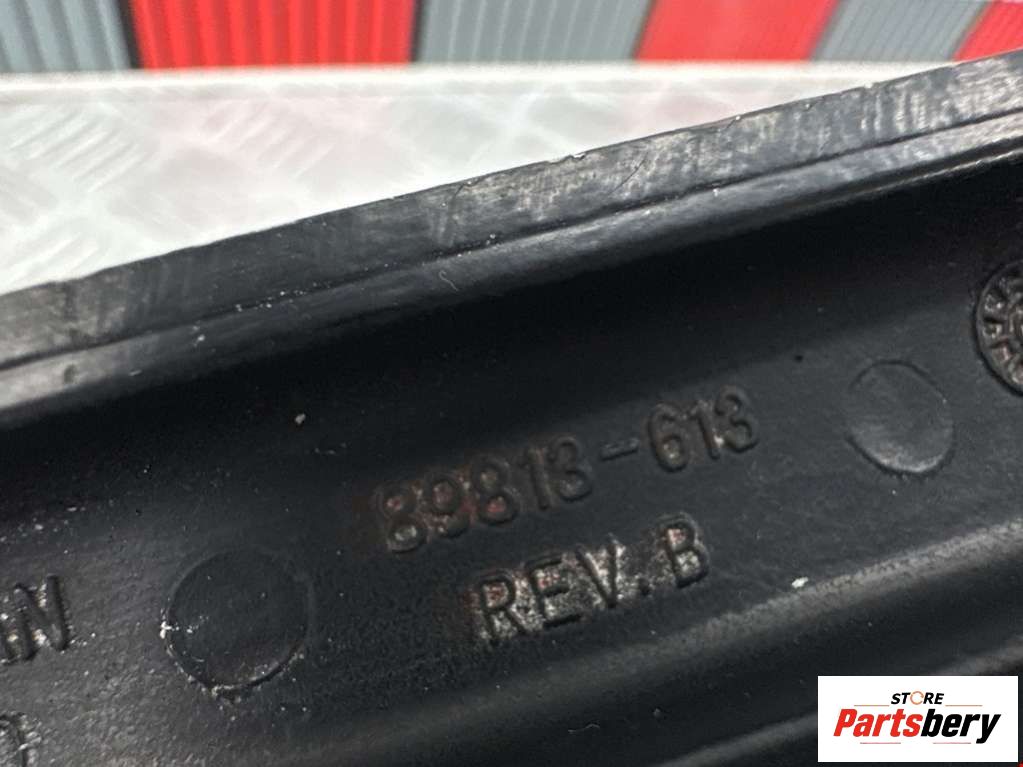 89813-613
REV. B
STORE
Partsbery